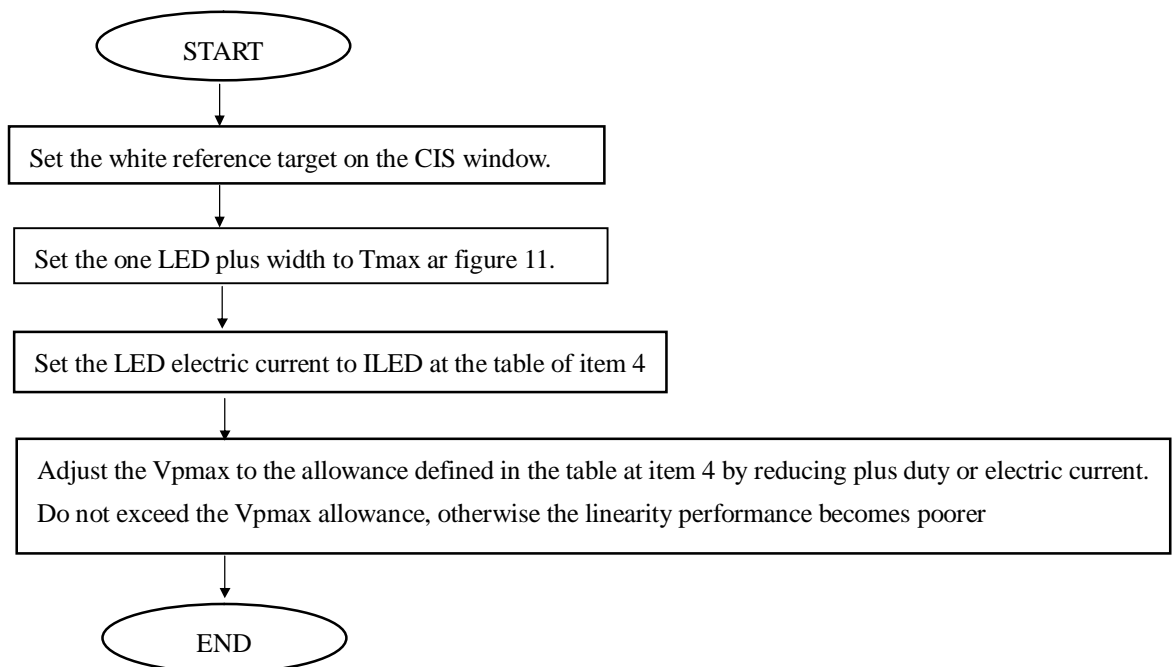 START
Set the white reference target on the CIS window.
Set the one LED plus width to Tmax ar figure 11.
Set the LED electric current to ILED at the table of item 4
Adjust the Vpmax to the allowance defined in the table at item 4 by reducing plus duty or electric current.
Do not exceed the Vpmax allowance, otherwise the linearity performance becomes poorer
END